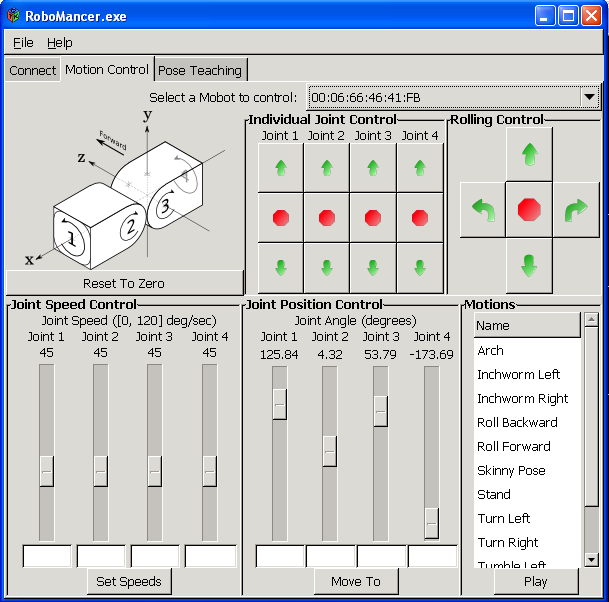 RoboMancer.exe
File Help
Connect Motion Control Pose Teaching
Select a Mobot to control: 00:06:66:46:41:FB
y
Forward
z
x
1
2
3
4
Reset To Zero
Individual Joint Control
Joint 1 Joint 2 Joint 3 Joint 4
Rolling Control
Joint Speed Control
Joint Speed ([0, 120] deg/sec)
Joint 1 Joint 2 Joint 3 Joint 4
45 45 45 45
Set Speeds
Joint Position Control
Joint Angle (degrees)
Joint 1 Joint 2 Joint 3 Joint 4
125.84 4.32 53.79 -173.69
Move To
Motions
Name
Arch
Inchworm Left
Inchworm Right
Roll Backward
Roll Forward
Skinny Pose
Stand
Turn Left
Turn Right
Tumble Left
Play